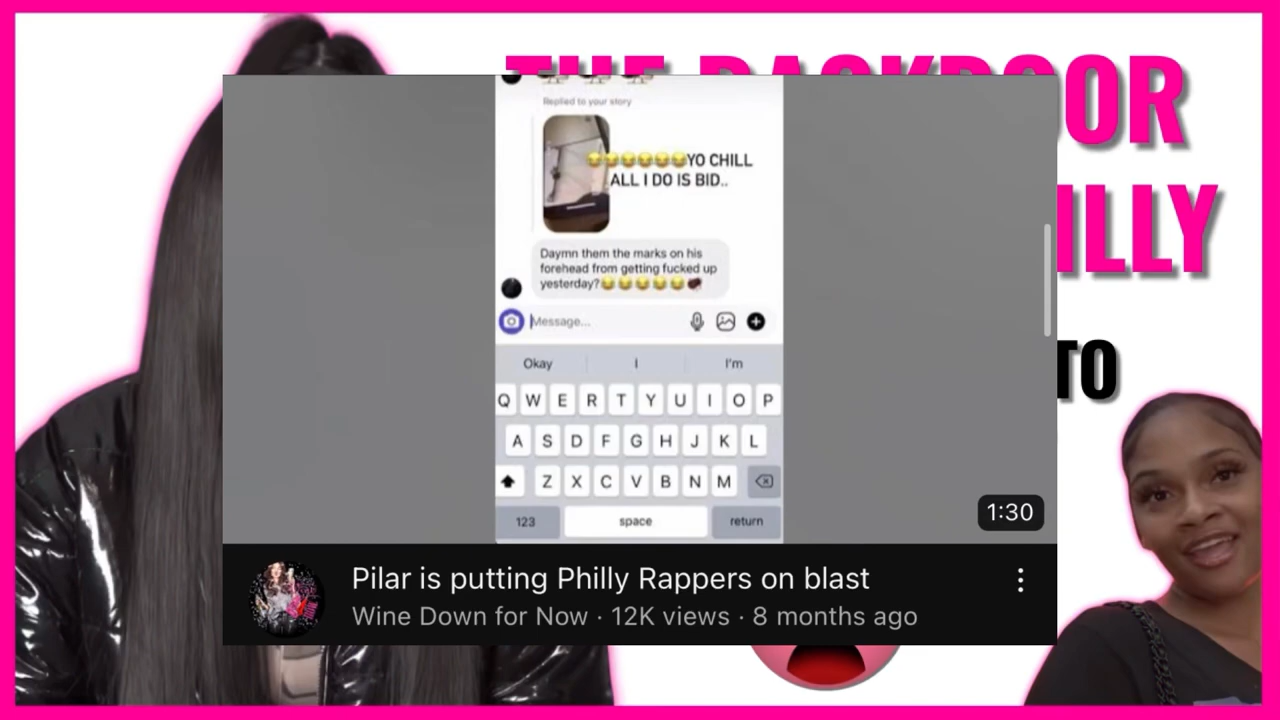 THE BACKDOOR
ILLY
TO
Replied to your story
😂😂😂😂😂😂YO CHILL
ALL I DO IS BID..
Daymn them the marks on his
forehead from getting fucked up
yesterday?😂😂😂😂😂
Message...
Okay I I'm
Q W E R T Y U I O P
A S D F G H J K L
Z X C V B N M
123 space return
1:30
Pilar is putting Philly Rappers on blast
Wine Down for Now · 12K views · 8 months ago